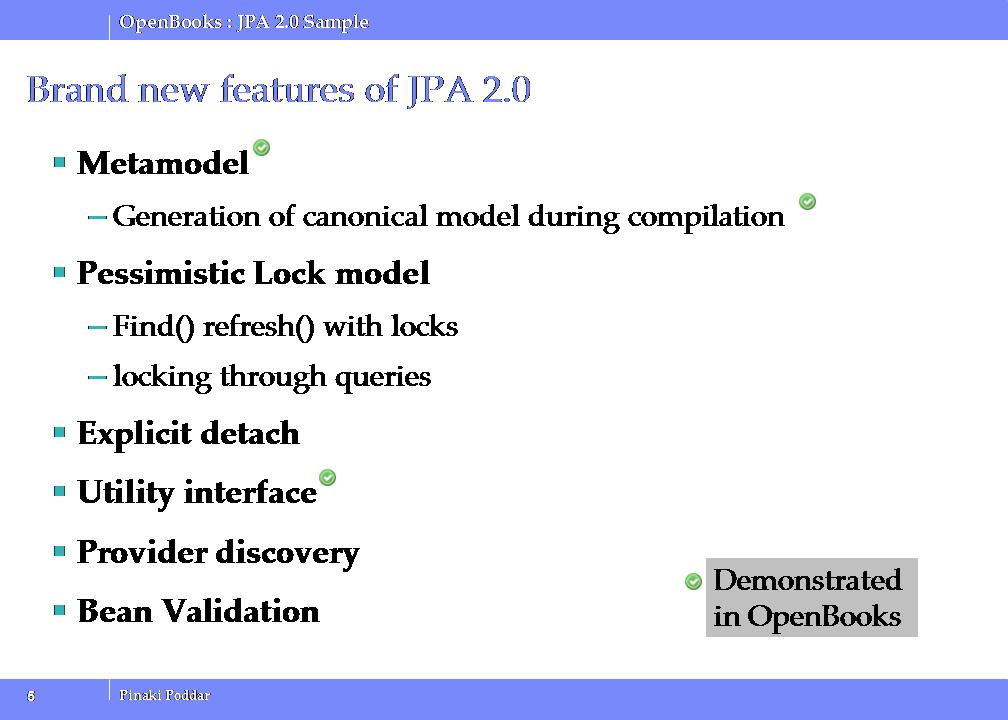 OpenBooks : JPA 2.0 Sample
Brand new features of JPA 2.0
Metamodel
– Generation of canonical model during compilation
Pessimistic Lock model
– Find() refresh() with locks
– locking through queries
Explicit detach
Utility interface
Provider discovery
Bean Validation
Demonstrated
in OpenBooks
5
Pinaki Poddar